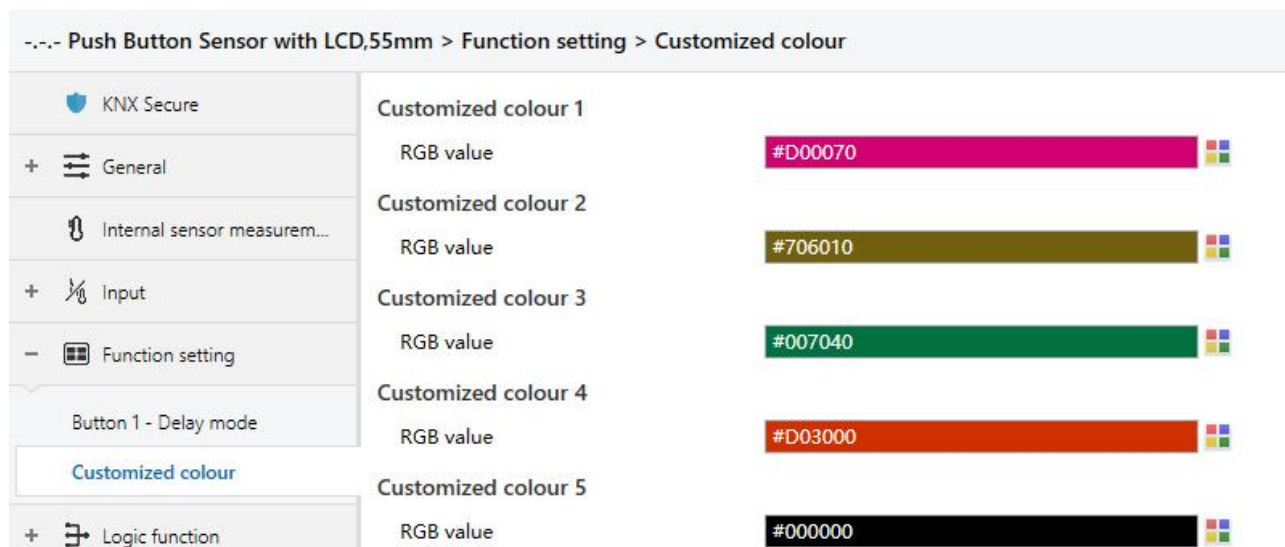 -.-.- Push Button Sensor with LCD,55mm > Function setting > Customized colour
KNX Secure
+ General
Internal sensor measurem...
+ Input
− Function setting
Button 1 - Delay mode
Customized colour
+ Logic function
Customized colour 1
RGB value #D00070
Customized colour 2
RGB value #706010
Customized colour 3
RGB value #007040
Customized colour 4
RGB value #D03000
Customized colour 5
RGB value #000000